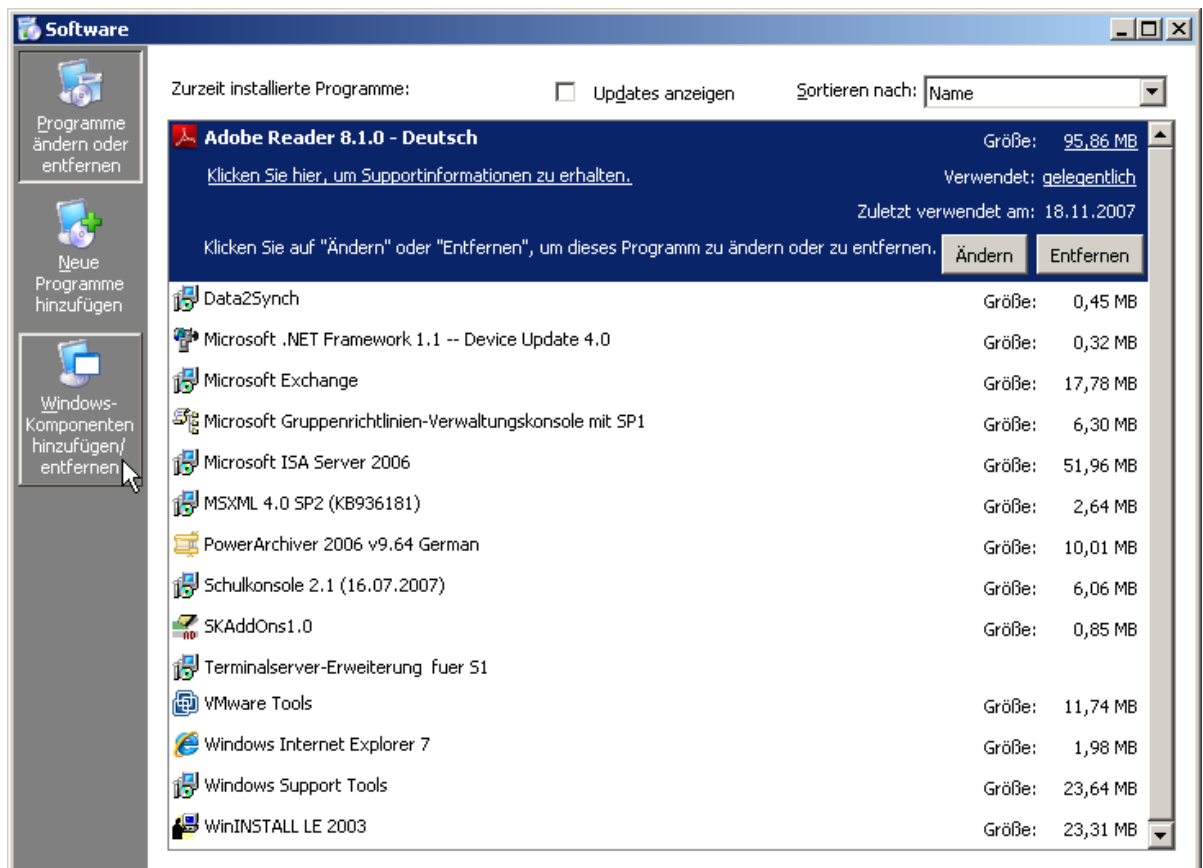 Software
Programme
ändern oder
entfernen
Neue
Programme
hinzufügen
Windows-
Komponenten
hinzufügen/
entfernen
Zurzeit installierte Programme:
Updates anzeigen
Sortieren nach: Name
Adobe Reader 8.1.0 - Deutsch Größe: 95,86 MB
Klicken Sie hier, um Supportinformationen zu erhalten. Verwendet: gelegentlich
Zuletzt verwendet am: 18.11.2007
Klicken Sie auf "Ändern" oder "Entfernen", um dieses Programm zu ändern oder zu entfernen. Ändern Entfernen
Data2Synch Größe: 0,45 MB
Microsoft .NET Framework 1.1 -- Device Update 4.0 Größe: 0,32 MB
Microsoft Exchange Größe: 17,78 MB
Microsoft Gruppenrichtlinien-Verwaltungskonsole mit SP1 Größe: 6,30 MB
Microsoft ISA Server 2006 Größe: 51,96 MB
MSXML 4.0 SP2 (KB936181) Größe: 2,64 MB
PowerArchiver 2006 v9.64 German Größe: 10,01 MB
Schulkonsole 2.1 (16.07.2007) Größe: 6,06 MB
SKAddOns1.0 Größe: 0,85 MB
Terminalserver-Erweiterung fuer S1
VMware Tools Größe: 11,74 MB
Windows Internet Explorer 7 Größe: 1,98 MB
Windows Support Tools Größe: 23,64 MB
WinINSTALL LE 2003 Größe: 23,31 MB